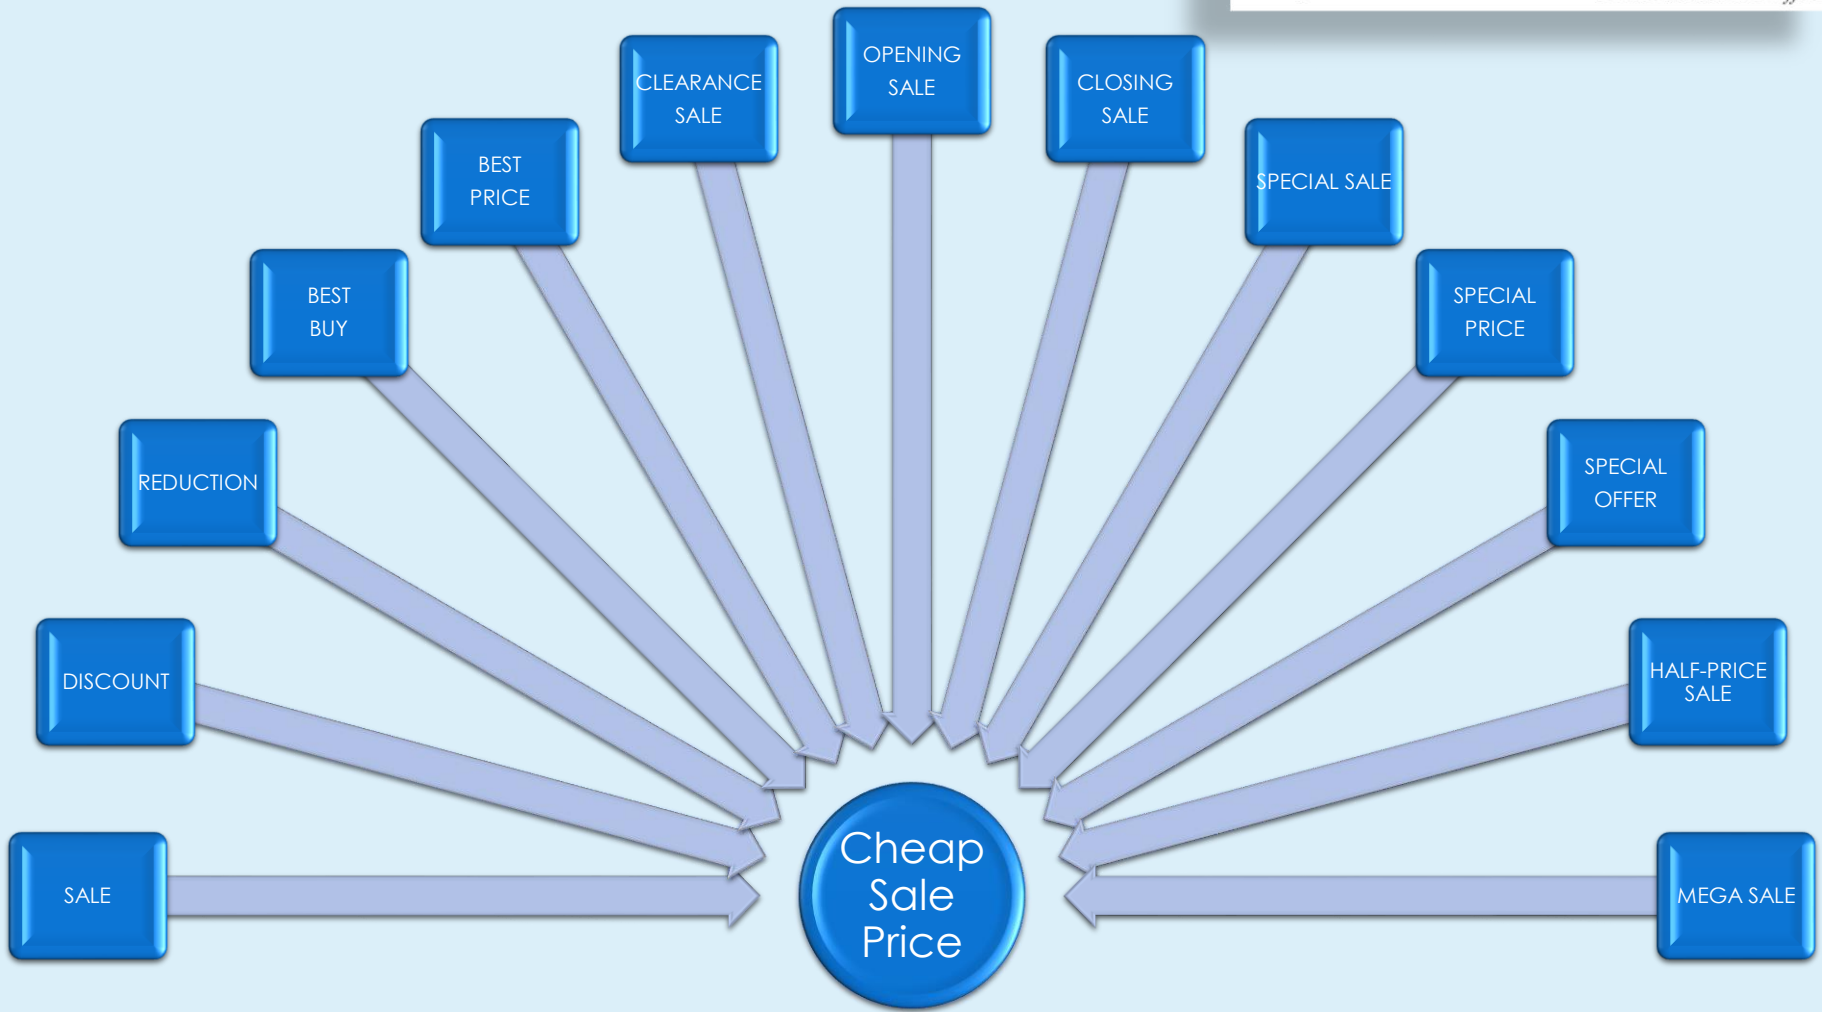 OPENING
SALE
CLEARANCE
SALE
CLOSING
SALE
BEST
PRICE
SPECIAL SALE
BEST
BUY
SPECIAL
PRICE
REDUCTION
SPECIAL
OFFER
DISCOUNT
HALF-PRICE
SALE
SALE
Cheap
Sale
Price
MEGA SALE